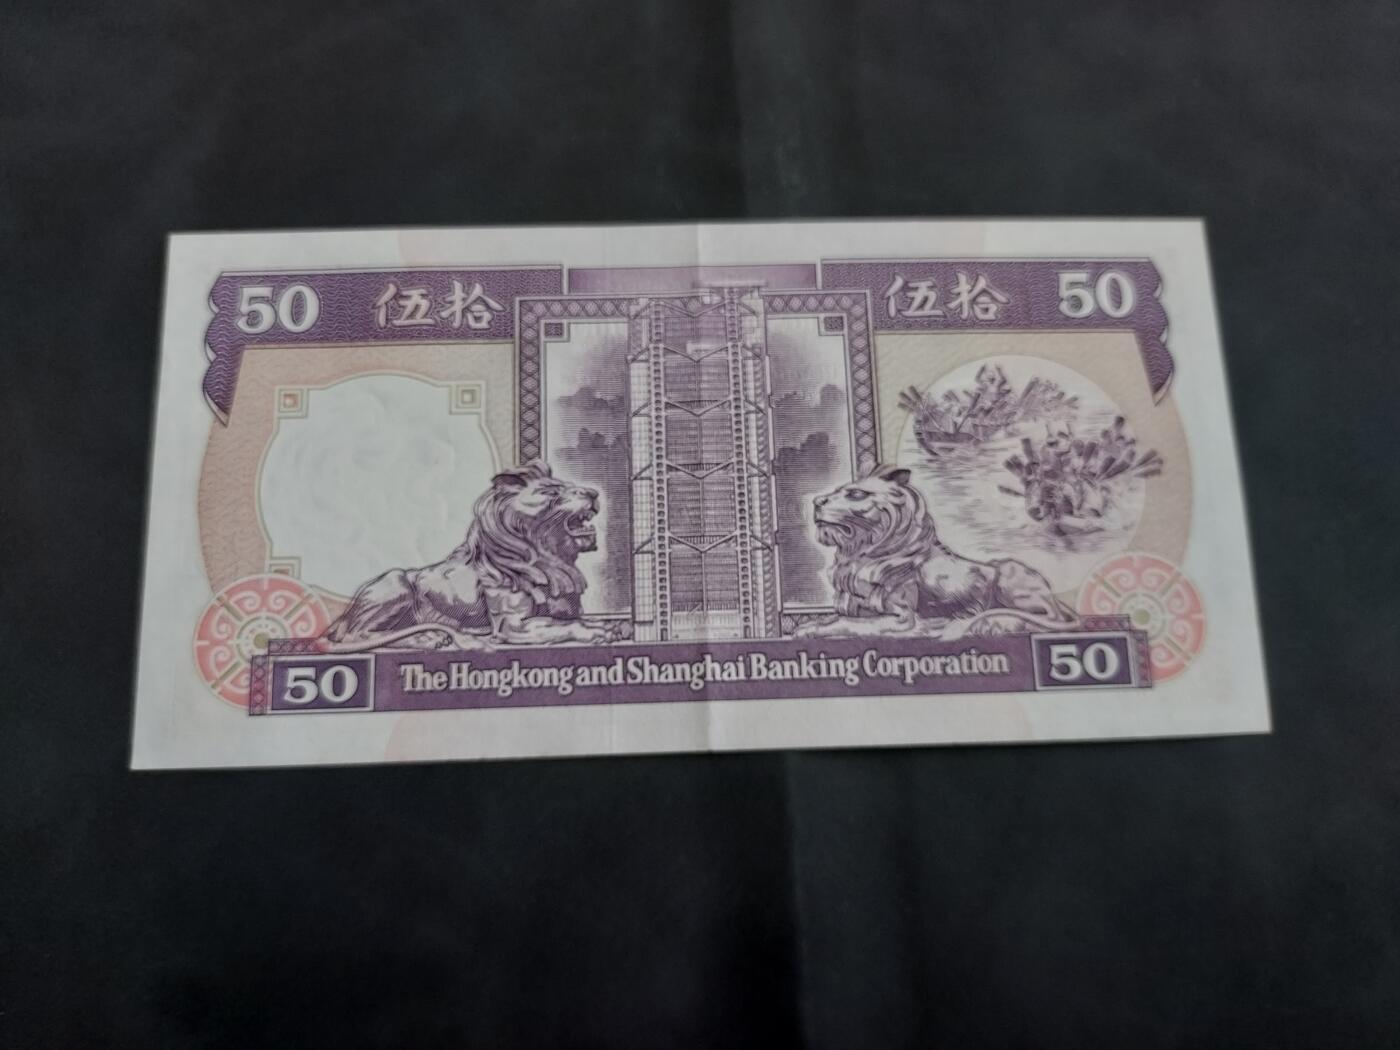 50 伍拾 伍拾 50
50 The Hongkong and Shanghai Banking Corporation 50